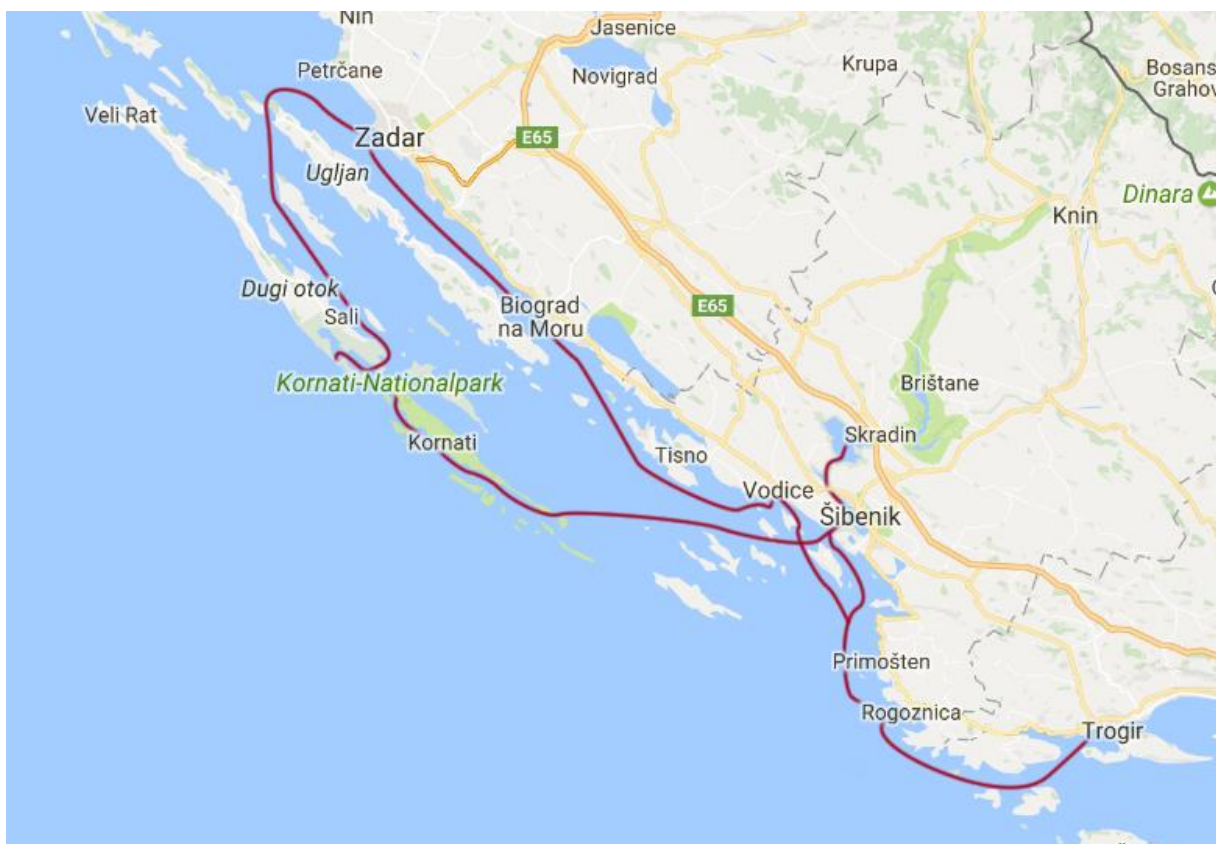 Nin
Jasenice
Petrčane
Novigrad
Krupa
Bosans
Grahov
Veli Rat
Zadar
E65
Ugljan
Dinara
Knin
Dugi otok
Sali
Biograd
na Moru
E65
Kornati-Nationalpark
Brištane
Kornati
Skradin
Tisno
Vodice
Šibenik
Primošten
Rogoznica
Trogir